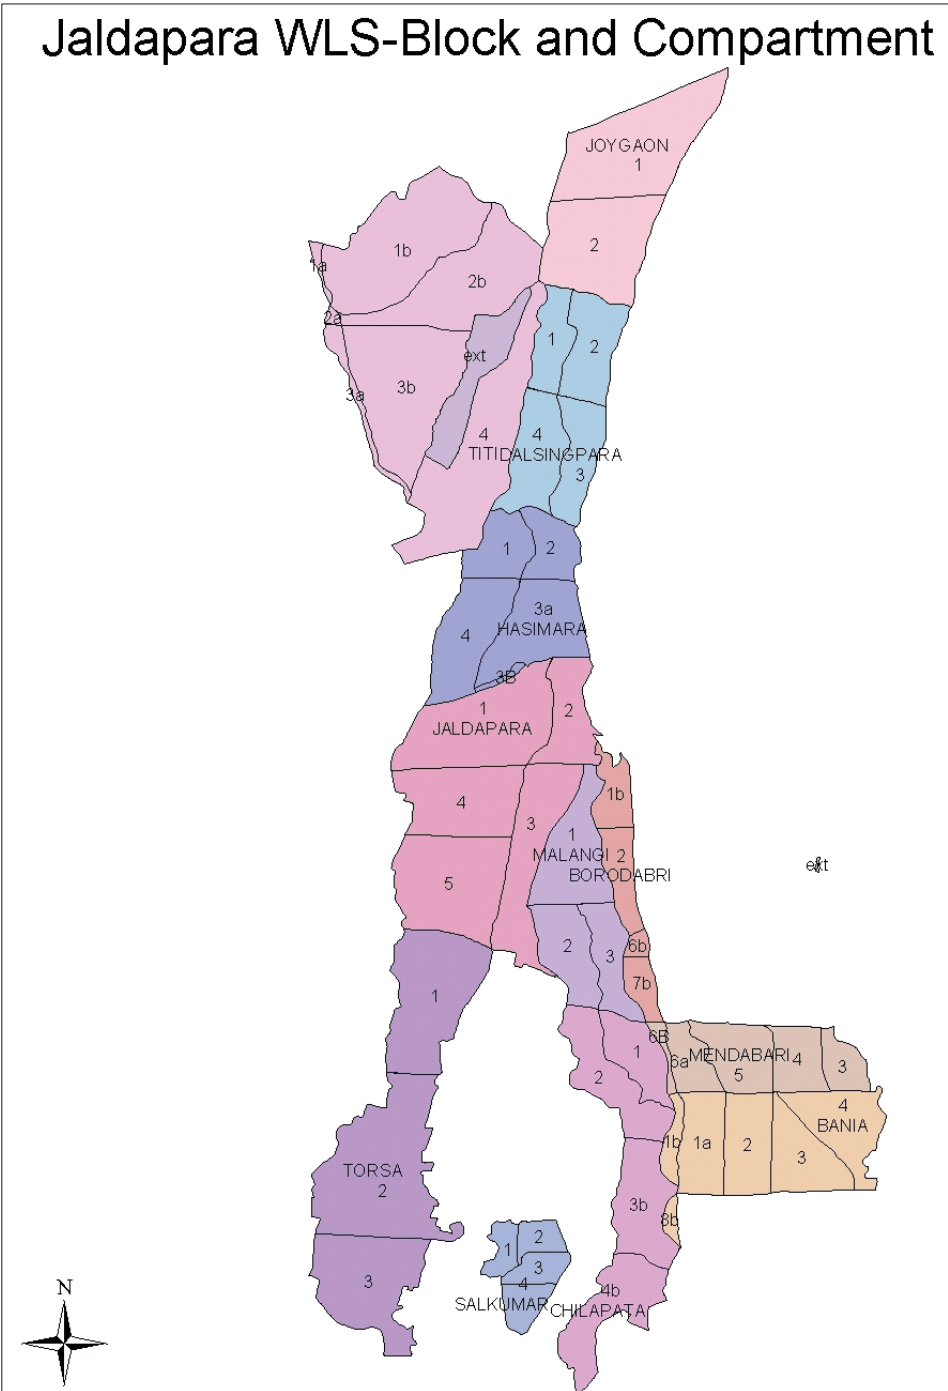 Jaldapara WLS-Block and Compartment
JOYGAON
1
2
1a
1b
2b
2a
3a
3b
ext
4
TITI
1
2
4
DALSINGPARA
3
1
2
3a
4
HASIMARA
3B
1
JALDAPARA
2
4
3
5
1
MALANGI
2
3
1b
2
BORODABRI
6b
7b
ext
1
TORSA
2
3
6B
6a
MENDABARI
5
4
3
1
2
3b
4b
CHILAPATA
1b
1a
2
3
4
BANIA
8b
1
2
3
4
SALKUMAR
N